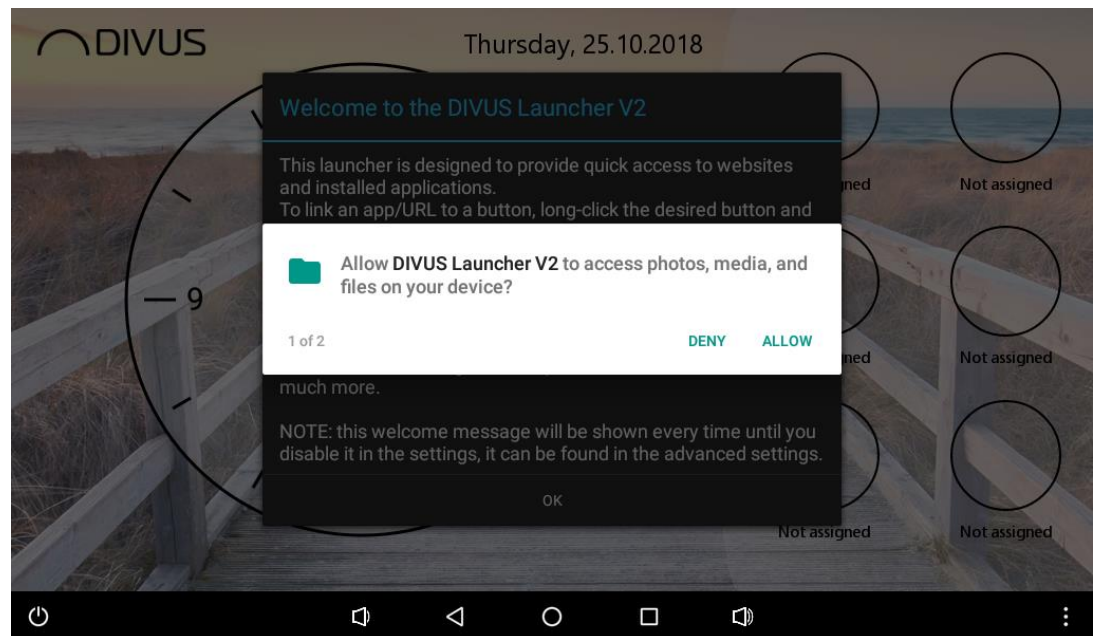 DIVUS
Thursday, 25.10.2018
Welcome to the DIVUS Launcher V2
This launcher is designed to provide quick access to websites
and installed applications.
To link an app/URL to a button, long-click the desired button and
Allow DIVUS Launcher V2 to access photos, media, and
files on your device?
1 of 2
DENY ALLOW
much more.
NOTE: this welcome message will be shown every time until you
disable it in the settings, it can be found in the advanced settings.
OK
9
Not assigned
Not assigned
Not assigned
Not assigned